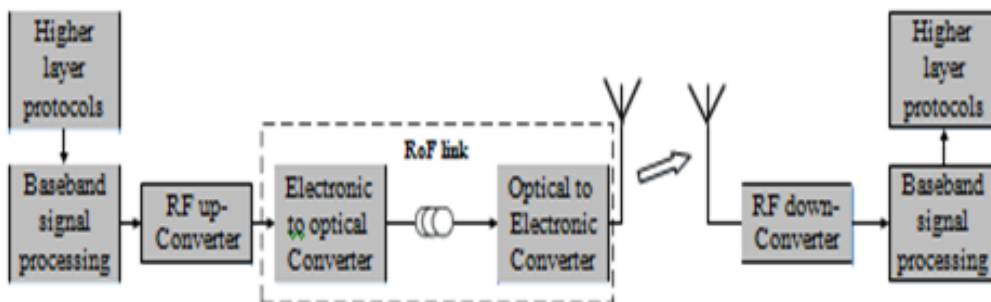 Higher
layer
protocols
Baseband
signal
processing
RF up-
Converter
RoF link
Electronic
to optical
Converter
Optical to
Electronic
Converter
RF down-
Converter
Higher
layer
protocols
Baseband
signal
processing